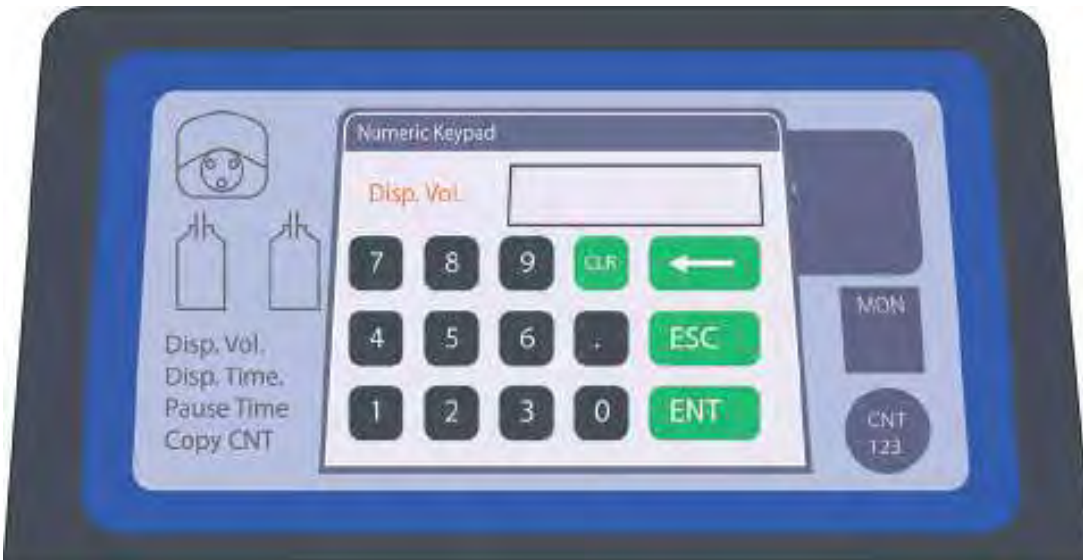 Numeric Keypad
Disp. Vol.
7 8 9 CLR
4 5 6 . ESC
1 2 3 0 ENT
Disp. Vol.
Disp. Time.
Pause Time
Copy CNT
MON
CNT
123